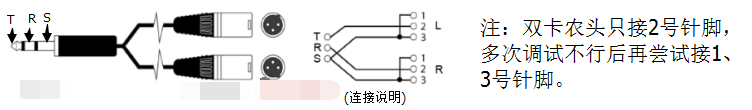 T R S
T
R
S
1
2
3
L
1
2
3
R
(连接说明)
注：双卡农头只接2号针脚，
多次调试不行后再尝试接1、
3号针脚。